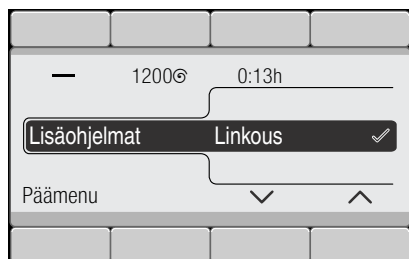 — 1200 0:13h
Lisäohjelmat Linkous ✓
Päämenu